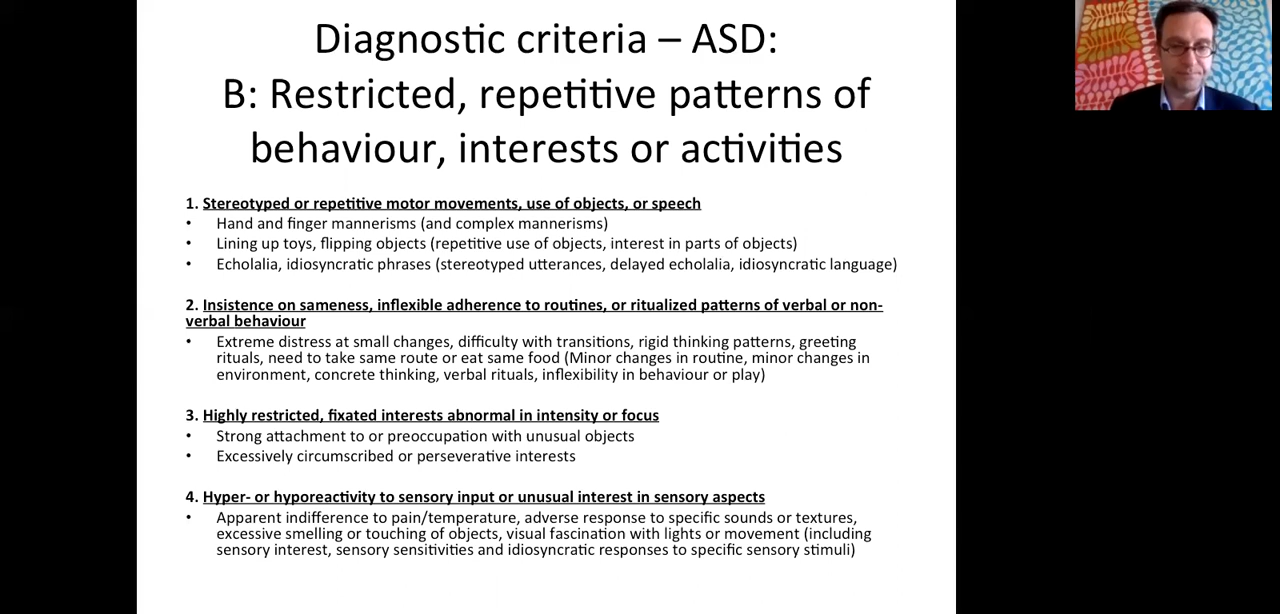 Diagnostic criteria – ASD:
B: Restricted, repetitive patterns of
behaviour, interests or activities
1. Stereotyped or repetitive motor movements, use of objects, or speech
• Hand and finger mannerisms (and complex mannerisms)
• Lining up toys, flipping objects (repetitive use of objects, interest in parts of objects)
• Echolalia, idiosyncratic phrases (stereotyped utterances, delayed echolalia, idiosyncratic language)
2. Insistence on sameness, inflexible adherence to routines, or ritualized patterns of verbal or non-
verbal behaviour
• Extreme distress at small changes, difficulty with transitions, rigid thinking patterns, greeting
rituals, need to take same route or eat same food (Minor changes in routine, minor changes in
environment, concrete thinking, verbal rituals, inflexibility in behaviour or play)
3. Highly restricted, fixated interests abnormal in intensity or focus
• Strong attachment to or preoccupation with unusual objects
• Excessively circumscribed or perseverative interests
4. Hyper- or hyporeactivity to sensory input or unusual interest in sensory aspects
• Apparent indifference to pain/temperature, adverse response to specific sounds or textures,
excessive smelling or touching of objects, visual fascination with lights or movement (including
sensory interest, sensory sensitivities and idiosyncratic responses to specific sensory stimuli)